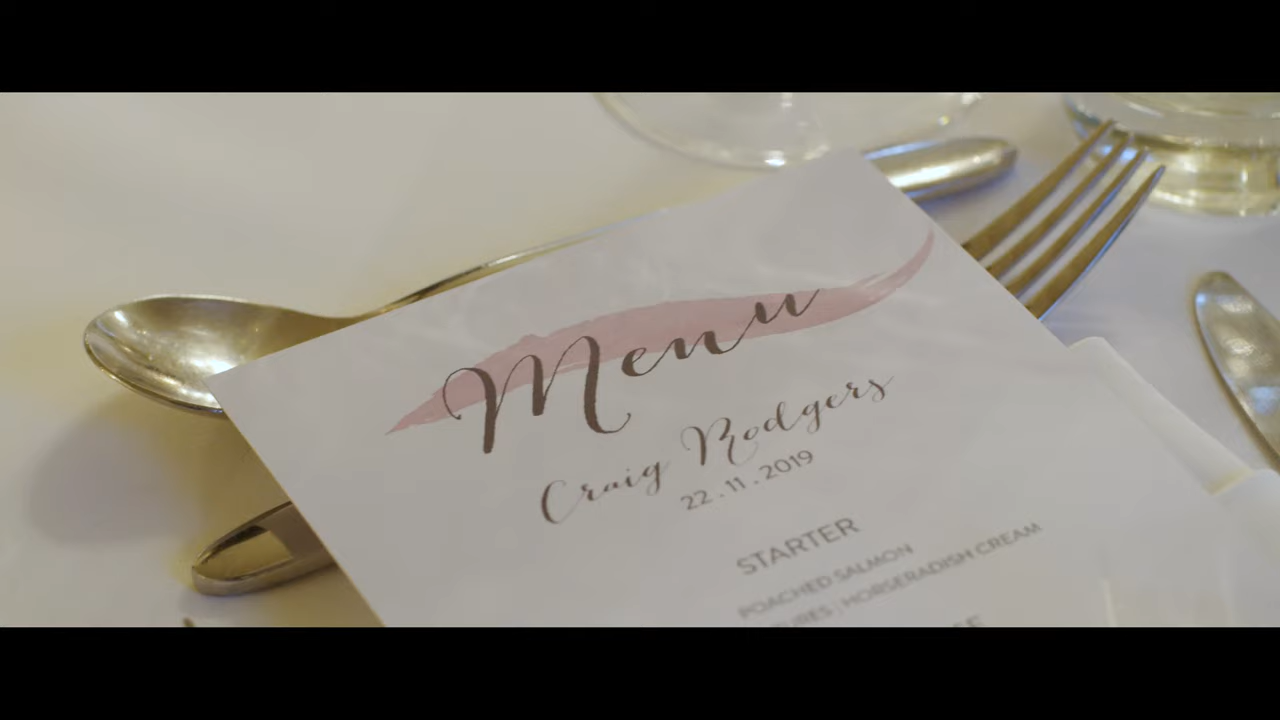 Menu
Craig Rodgers
22.11.2019
STARTER
POACHED SALMON
HORSERADISH CREAM